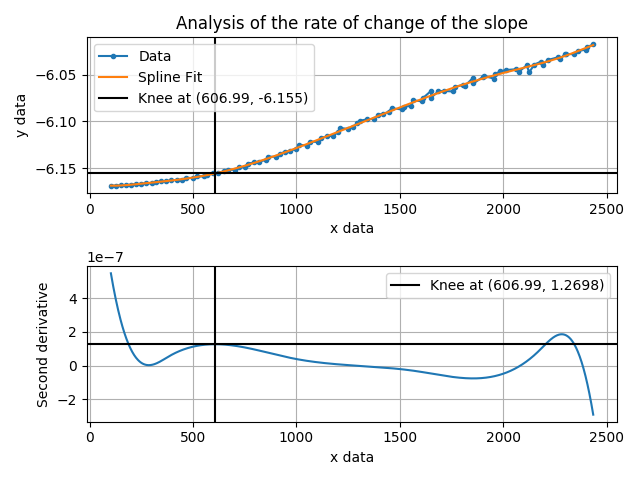 Analysis of the rate of change of the slope
Data
Spline Fit
Knee at (606.99, -6.155)
y data
−6.05
−6.10
−6.15
0 500 1000 1500 2000 2500
x data
1e−7
Knee at (606.99, 1.2698)
Second derivative
4
2
0
−2
0 500 1000 1500 2000 2500
x data